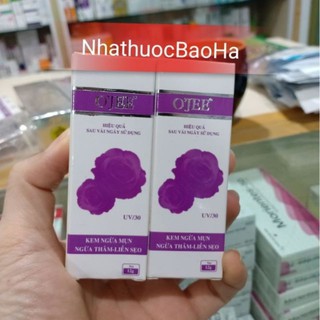 NhathuocBaoHa
OJEE
HIỆU QUẢ
SAU VÀI NGÀY SỬ DỤNG
UV/30
KEM NGỪA MỤN
NGỪA THÂM-LIỀN SẸO
OJEE
HIỆU QUẢ
SAU VÀI NGÀY SỬ DỤNG
UV/30
KEM NGỪA MỤN
NGỪA THÂM-LIỀN SẸO